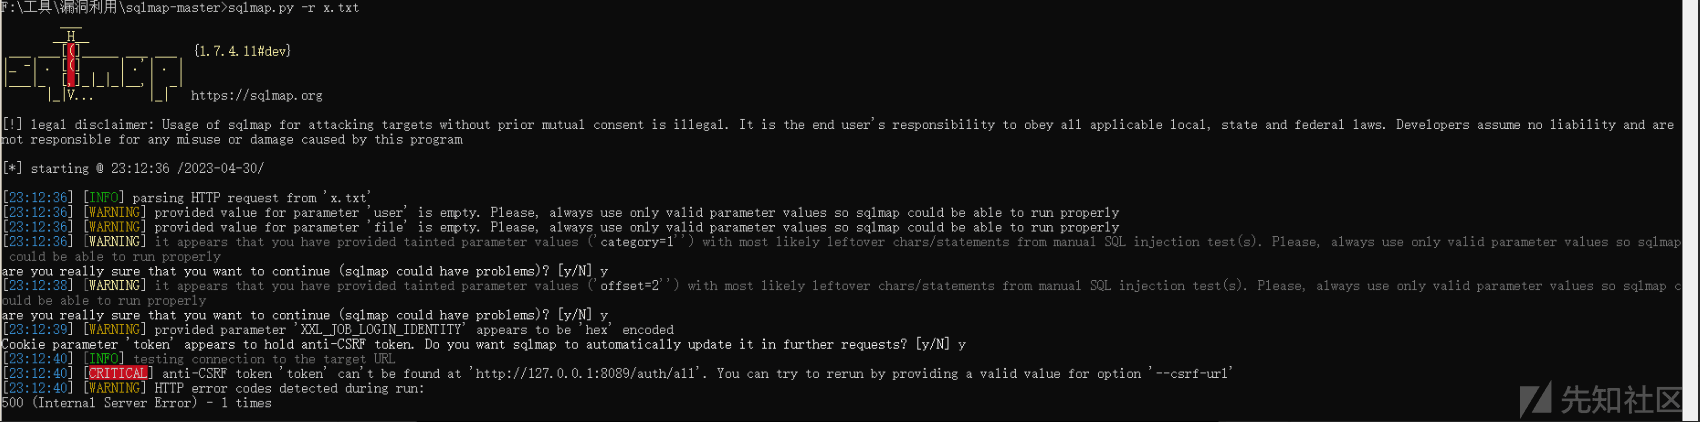 F:\工具\漏洞利用\sqlmap-master>sqlmap.py -r x.txt
{1.7.4.11#dev}
https://sqlmap.org
[!] legal disclaimer: Usage of sqlmap for attacking targets without prior mutual consent is illegal. It is the end user's responsibility to obey all applicable local, state and federal laws. Developers assume no liability and are
not responsible for any misuse or damage caused by this program
[*] starting @ 23:12:36 /2023-04-30/
[23:12:36] [INFO] parsing HTTP request from 'x.txt'
[23:12:36] [WARNING] provided value for parameter 'user' is empty. Please, always use only valid parameter values so sqlmap could be able to run properly
[23:12:36] [WARNING] provided value for parameter 'file' is empty. Please, always use only valid parameter values so sqlmap could be able to run properly
[23:12:36] [WARNING] it appears that you have provided tainted parameter values ('category=1'') with most likely leftover chars/statements from manual SQL injection test(s). Please, always use only valid parameter values so sqlmap
could be able to run properly
are you really sure that you want to continue (sqlmap could have problems)? [y/N] y
[23:12:38] [WARNING] it appears that you have provided tainted parameter values ('offset=2'') with most likely leftover chars/statements from manual SQL injection test(s). Please, always use only valid parameter values so sqlmap c
ould be able to run properly
are you really sure that you want to continue (sqlmap could have problems)? [y/N] y
[23:12:39] [WARNING] provided parameter 'XXL_JOB_LOGIN_IDENTITY' appears to be 'hex' encoded
Cookie parameter 'token' appears to hold anti-CSRF token. Do you want sqlmap to automatically update it in further requests? [y/N] y
[23:12:40] [INFO] testing connection to the target URL
[23:12:40] [CRITICAL] anti-CSRF token 'token' can't be found at 'http://127.0.0.1:8089/auth/all'. You can try to rerun by providing a valid value for option '--csrf-url'
[23:12:40] [WARNING] HTTP error codes detected during run:
500 (Internal Server Error) - 1 times
先知社区